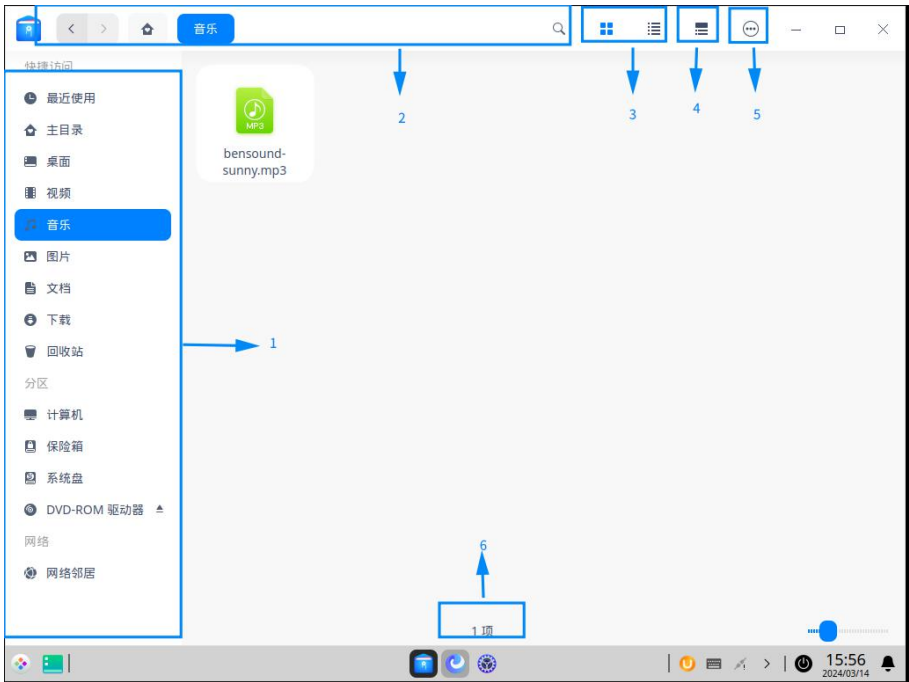 音乐
2
3
4
5
快捷访问
最近使用
主目录
桌面
视频
音乐
图片
文档
下载
回收站
分区
计算机
保险箱
系统盘
DVD-ROM 驱动器
网络
网络邻居
MP3
bensound-
sunny.mp3
1
6
1 项
15:56
2024/03/14